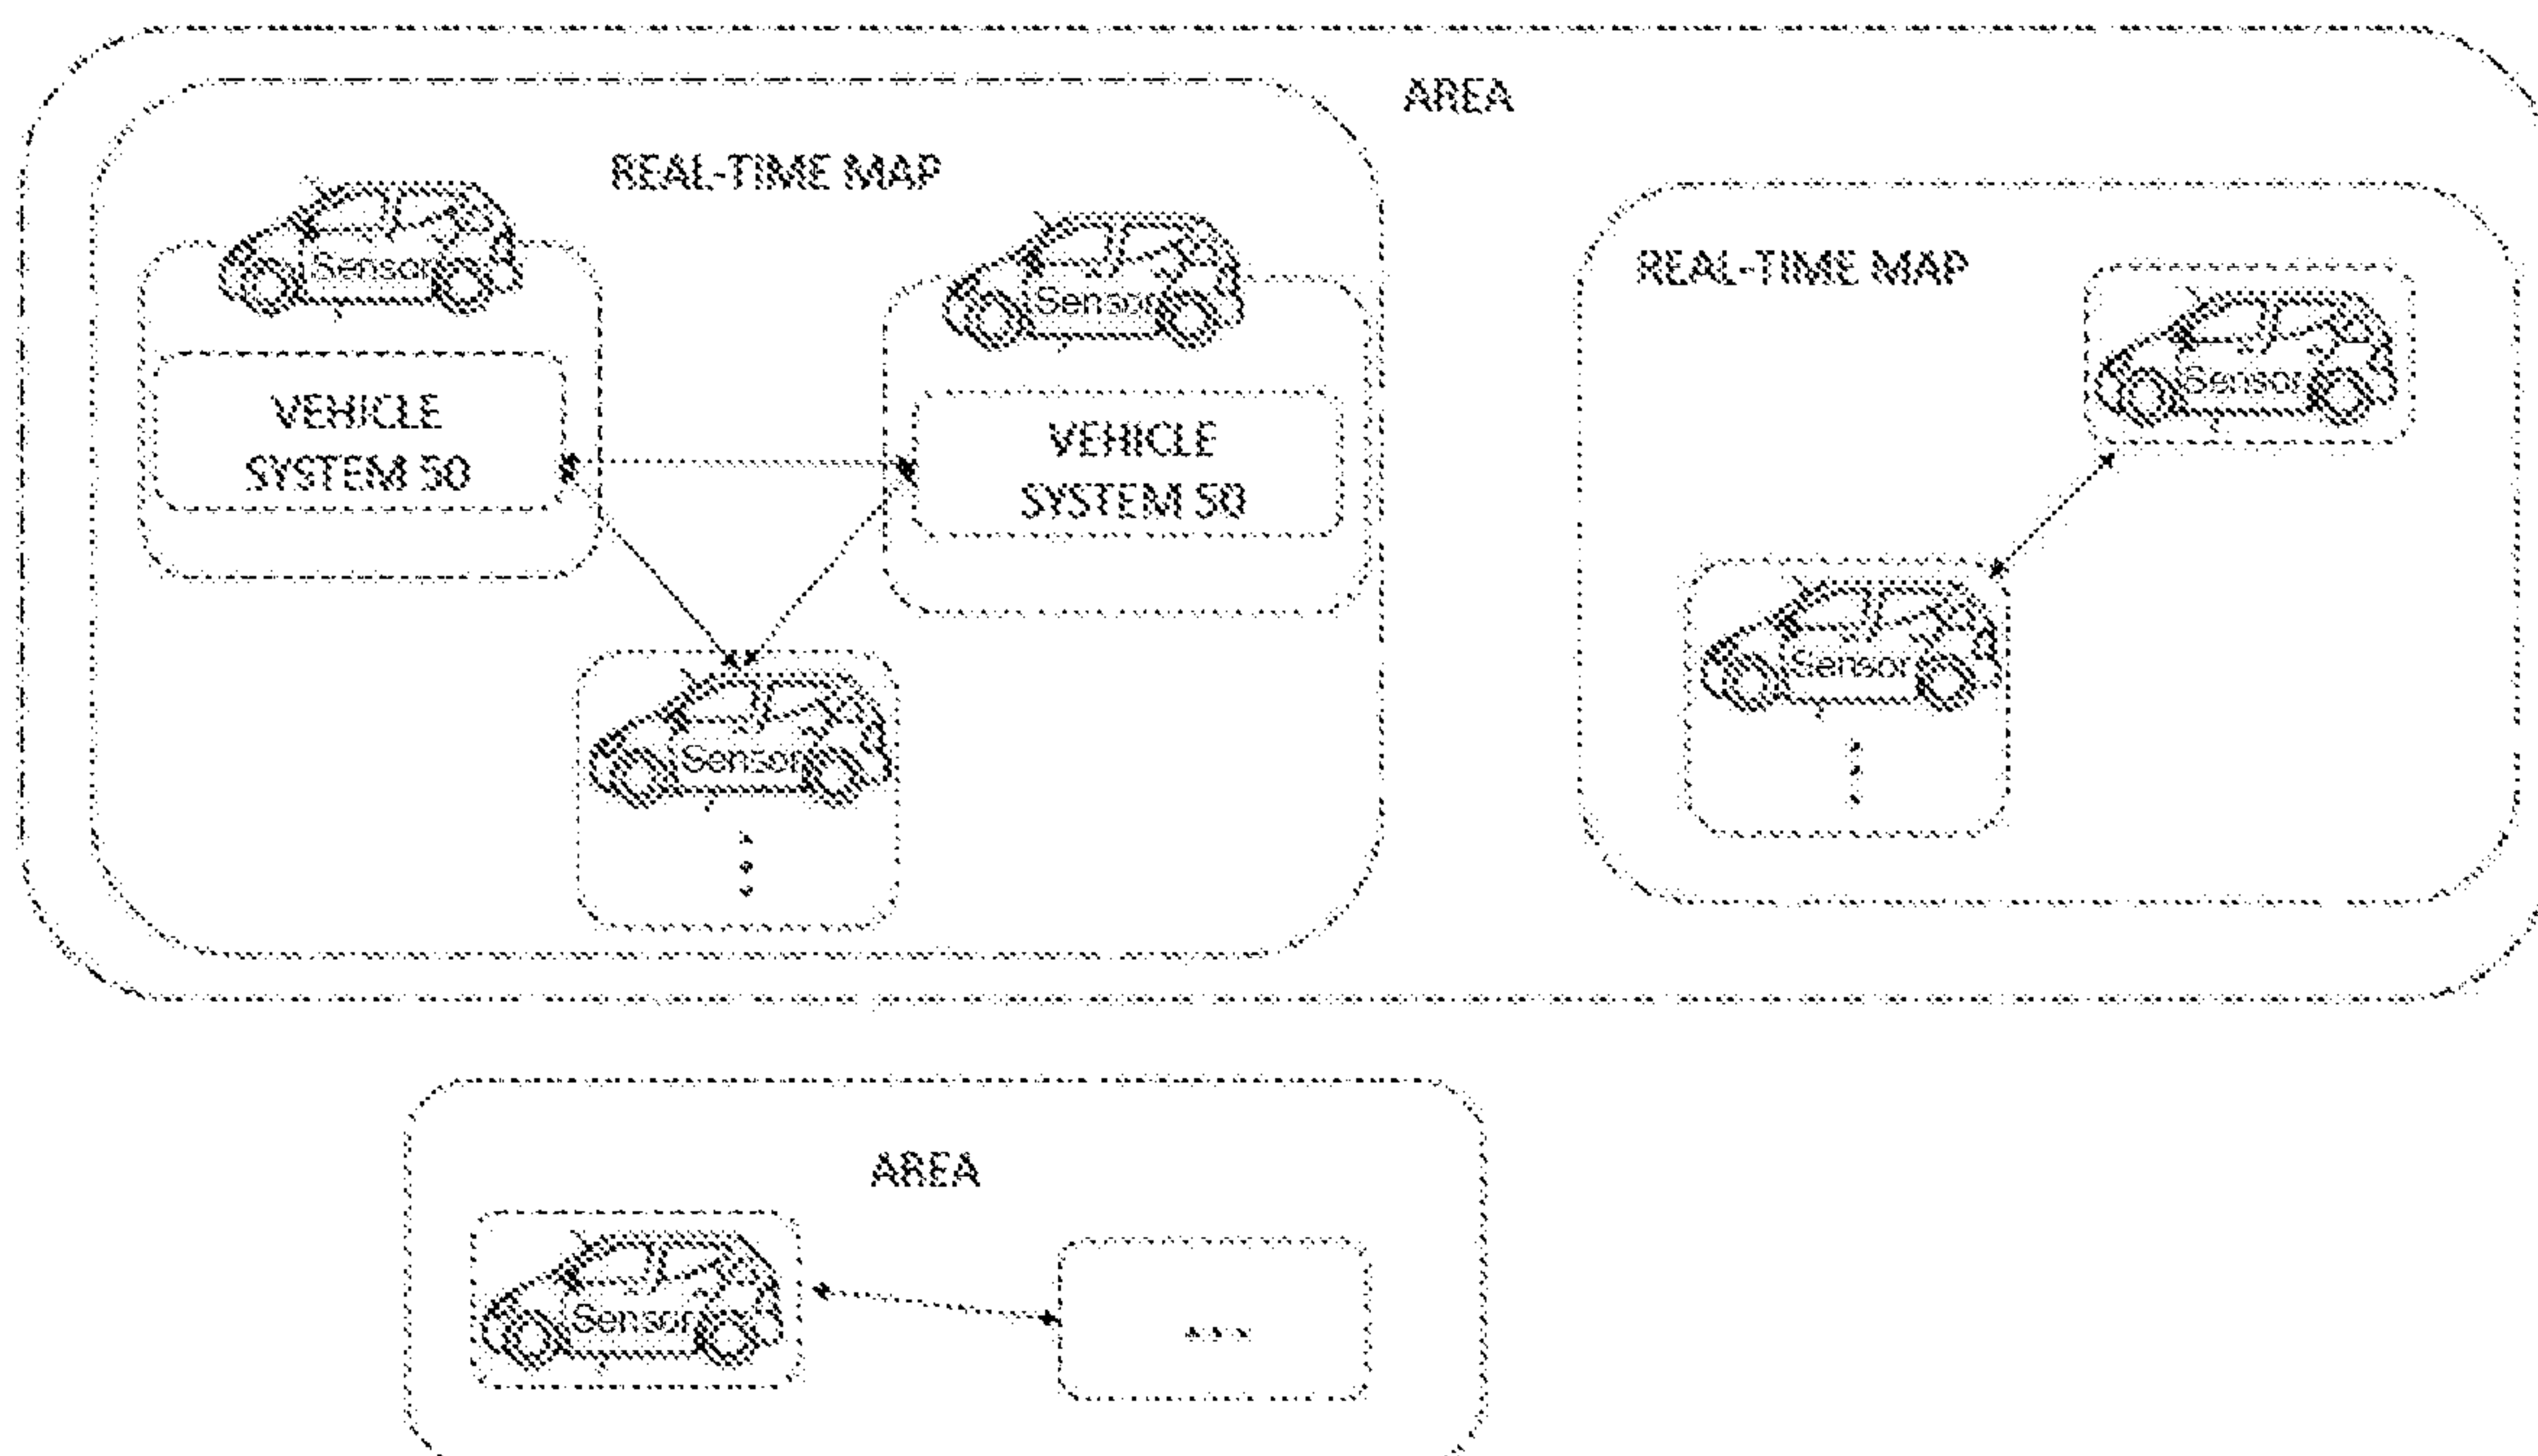 AREA
REAL-TIME MAP
Sensor
Sensor
VEHICLE
SYSTEM 50
VEHICLE
SYSTEM 50
Sensor
REAL-TIME MAP
Sensor
Sensor
AREA
Sensor